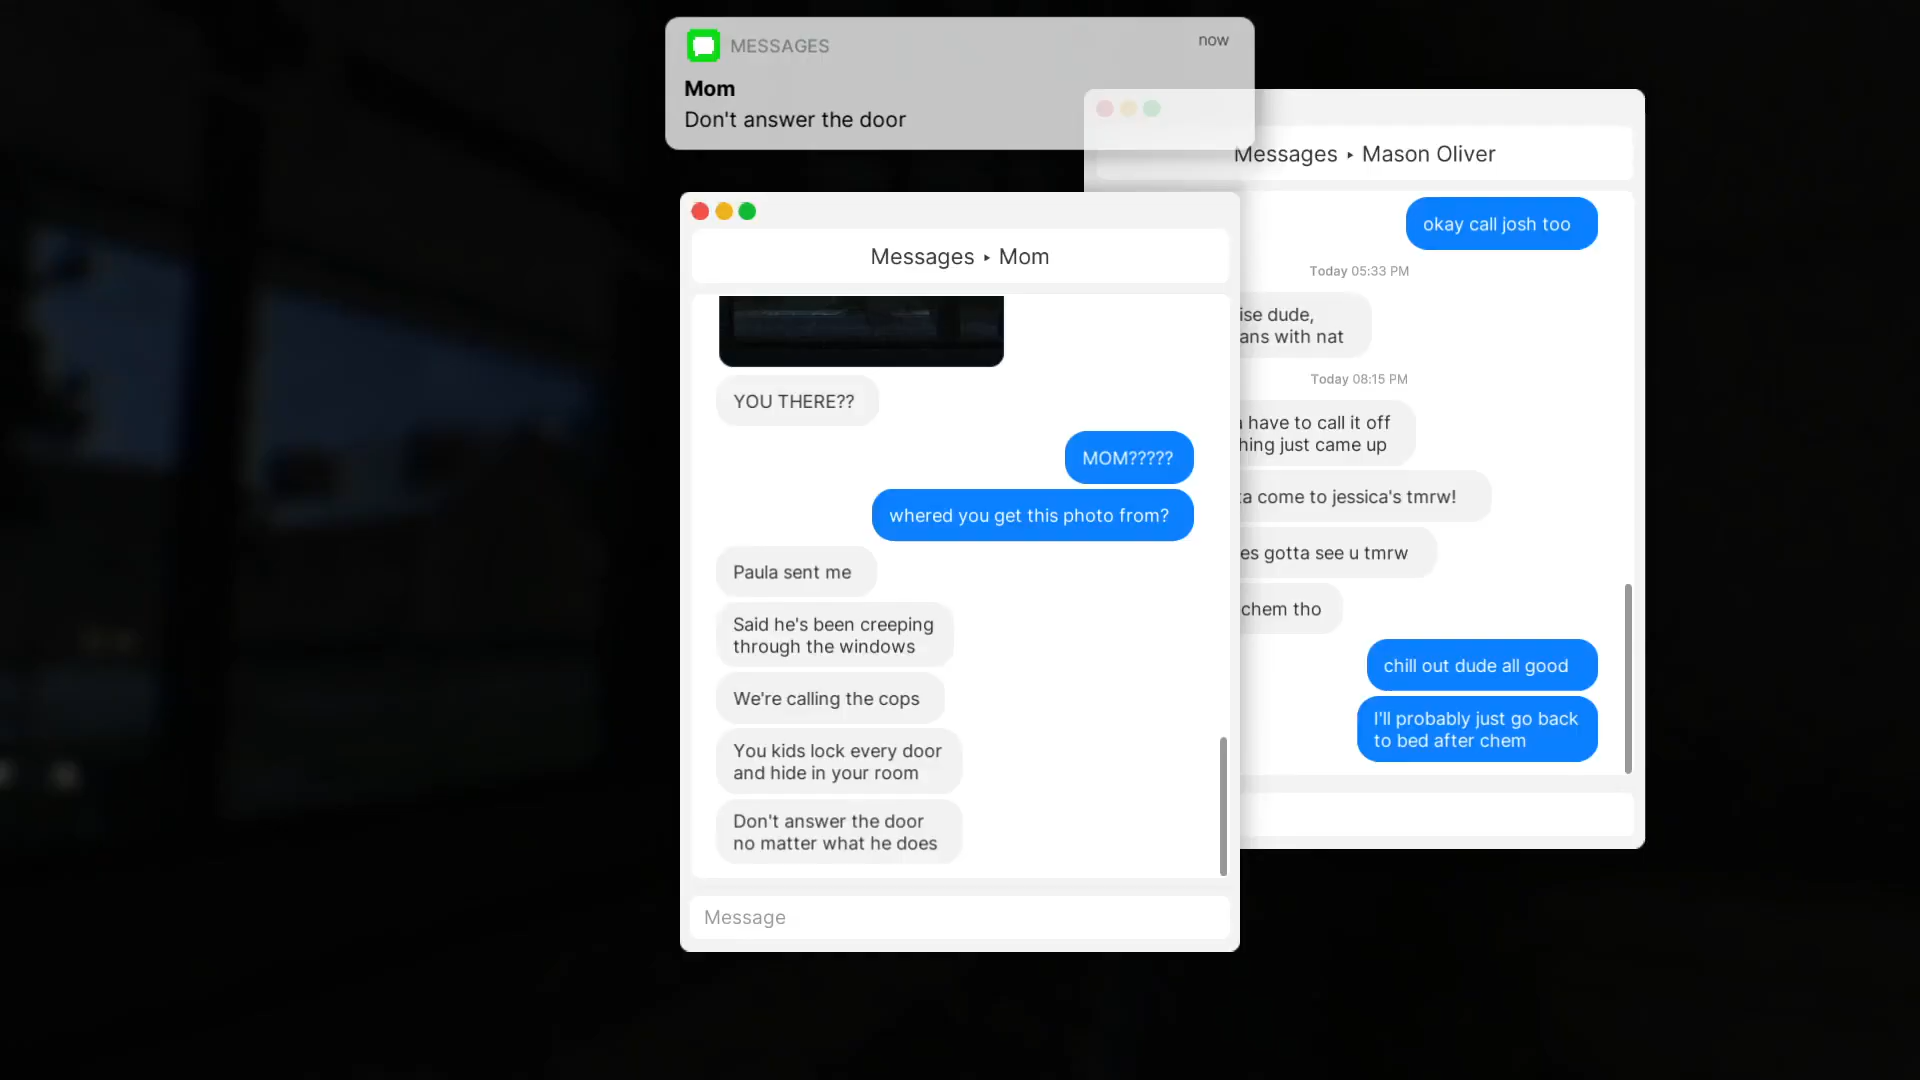 MESSAGES
now
Mom
Don't answer the door
Messages ‣ Mason Oliver
okay call josh too
Today 05:33 PM
dude,
with nat
Today 08:15 PM
have to call it off
just came up
come to jessica's tmrw!
gotta see u tmrw
chem tho
chill out dude all good
I'll probably just go back
to bed after chem
Messages ‣ Mom
YOU THERE??
MOM?????
whered you get this photo from?
Paula sent me
Said he's been creeping
through the windows
We're calling the cops
You kids lock every door
and hide in your room
Don't answer the door
no matter what he does
Message